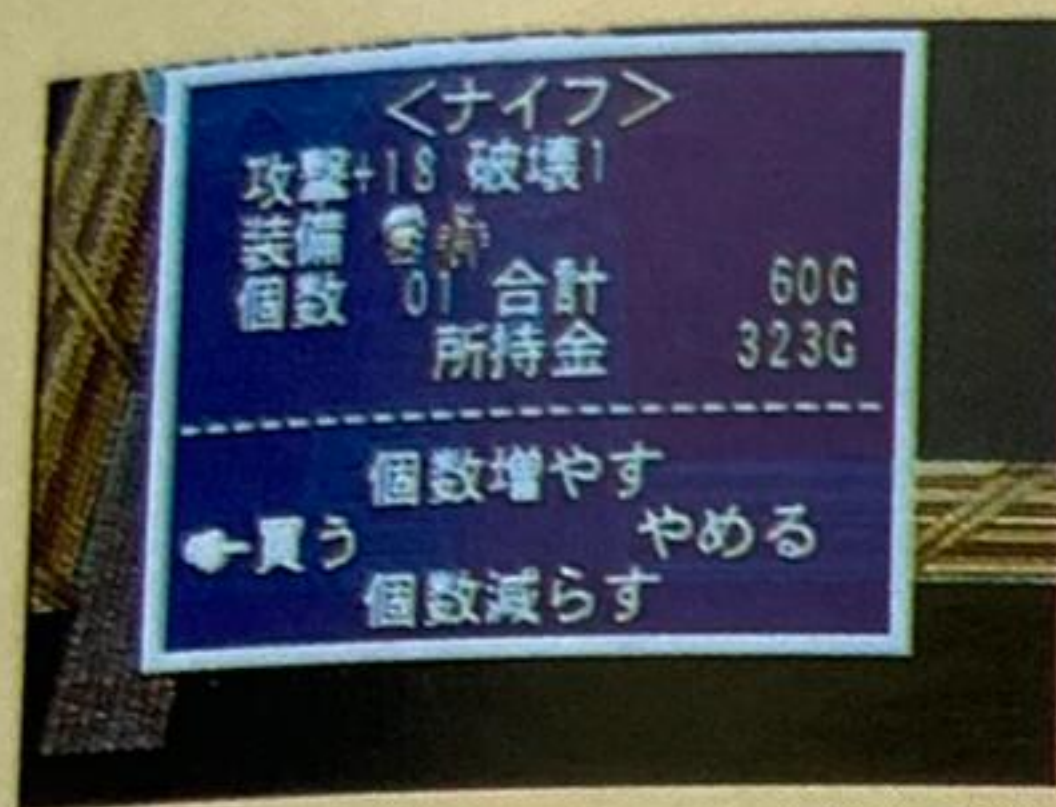 <ナイフ>
攻撃+18 破壊1
装備
個数 01 合計 60G
所持金 323G
個数増やす
買う やめる
個数減らす